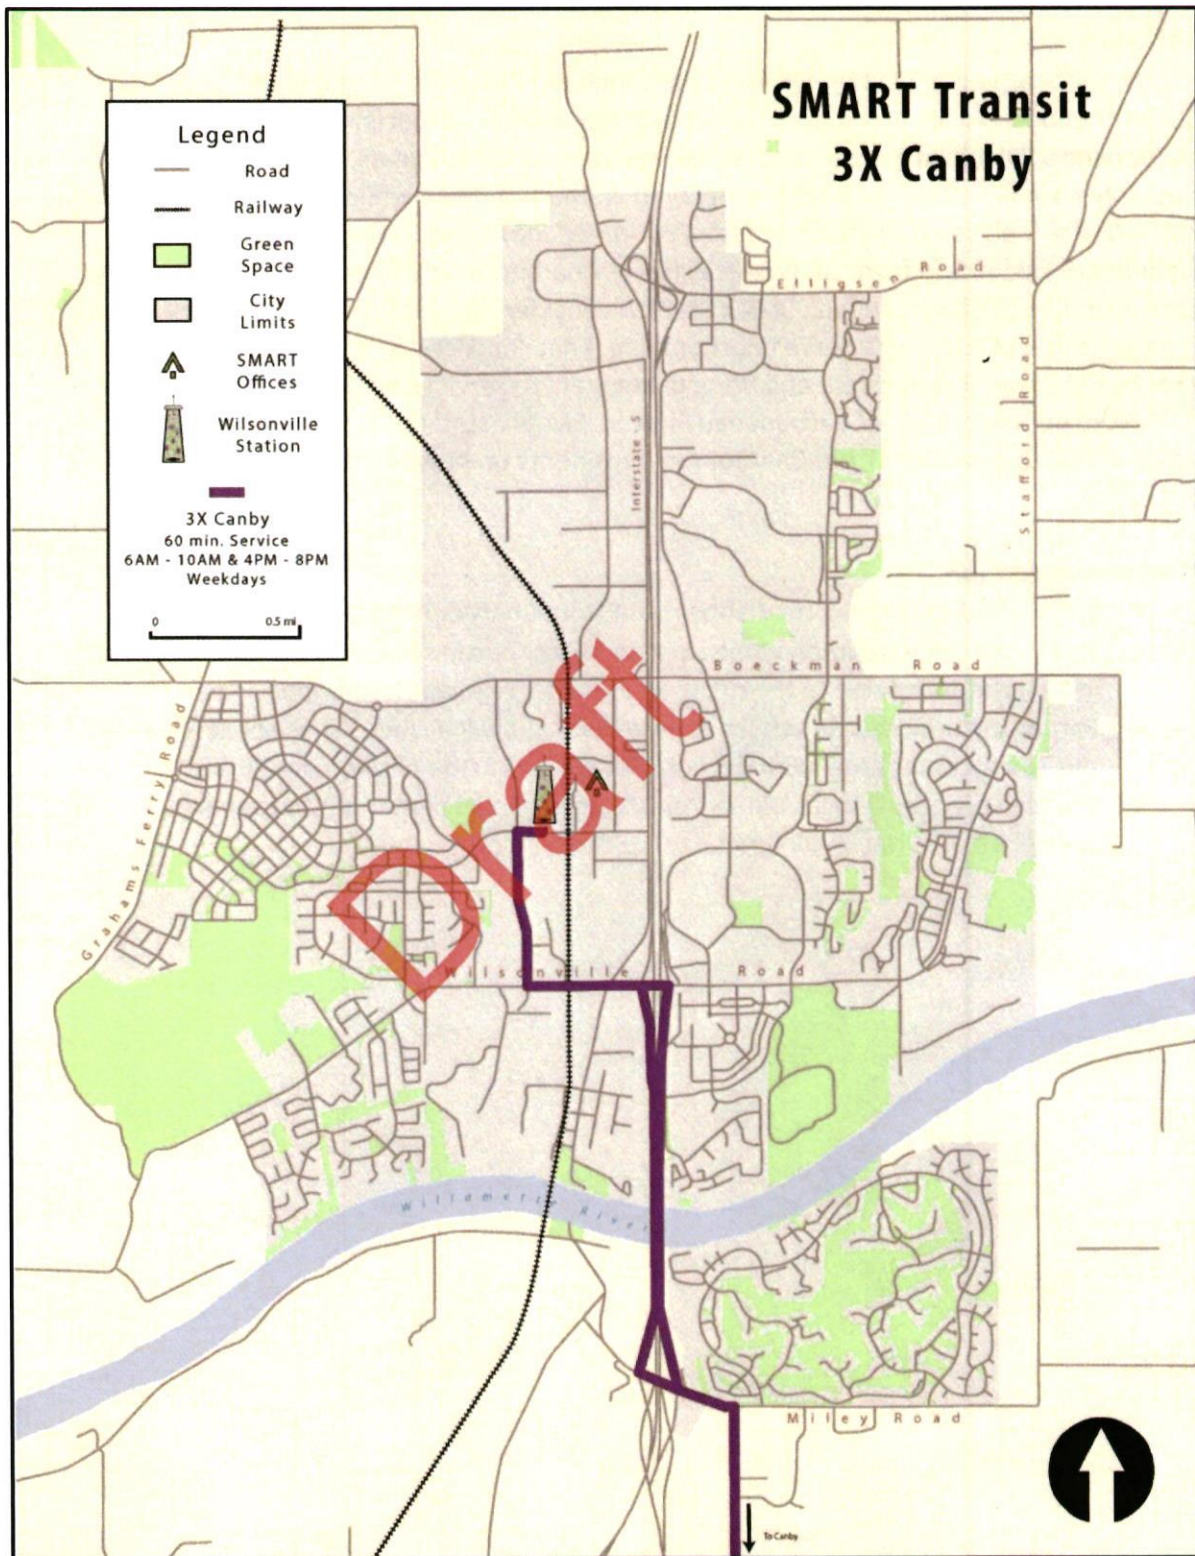 SMART Transit
3X Canby
Legend
Road
Railway
Green
Space
City
Limits
SMART
Offices
Wilsonville
Station
3X Canby
60 min. Service
6AM - 10AM & 4PM - 8PM
Weekdays
0 0.5 mi
Elligsen Road
Stafford Road
Interstate 5
Boeckman Road
Grahams Ferry Road
Draft
Wilsonville Road
Willamette River
Miley Road
To Canby